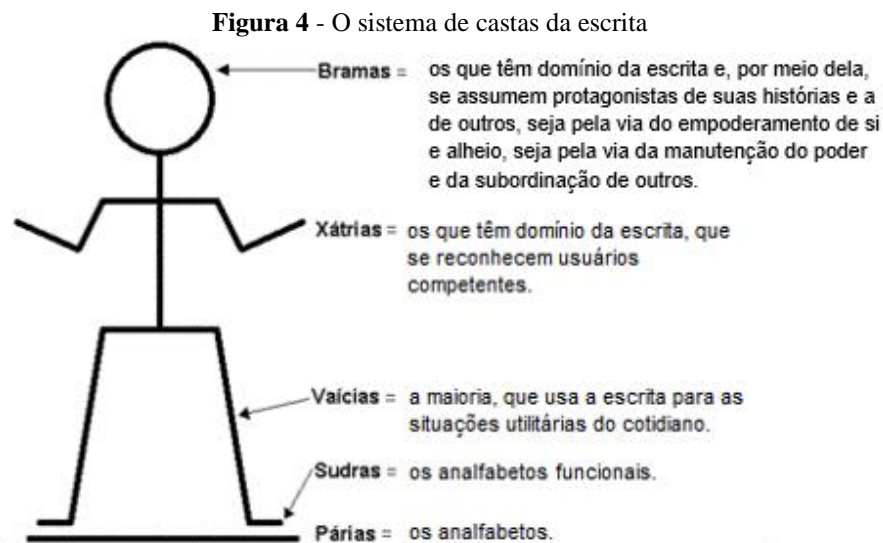 Figura 4 - O sistema de castas da escrita
Bramas = os que têm domínio da escrita e, por meio dela,
se assumem protagonistas de suas histórias e a
de outros, seja pela via do empoderamento de si
e alheio, seja pela via da manutenção do poder
e da subordinação de outros.
Xátrias = os que têm domínio da escrita, que
se reconhecem usuários
competentes.
Vaícias = a maioria, que usa a escrita para as
situações utilitárias do cotidiano.
Sudras = os analfabetos funcionais.
Párias = os analfabetos.